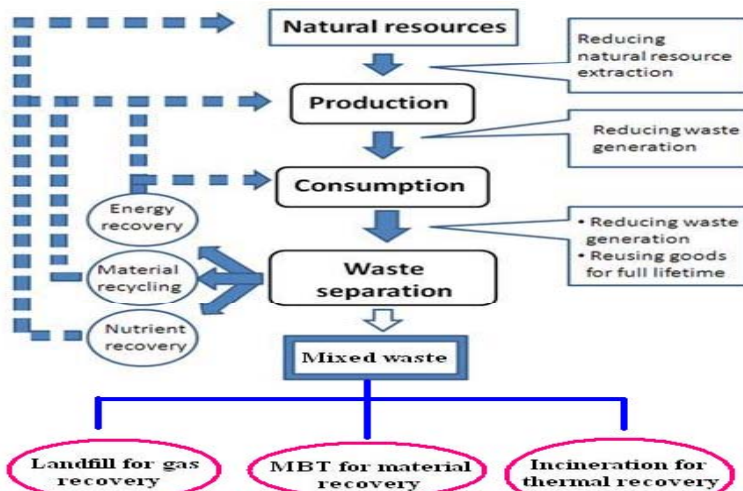 Natural resources
Reducing
natural resource
extraction
Production
Reducing waste
generation
Consumption
Energy
recovery
• Reducing waste
generation
• Reusing goods
for full lifetime
Material
recycling
Waste
separation
Nutrient
recovery
Mixed waste
Landfill for gas
recovery
MBT for material
recovery
Incineration for
thermal recovery